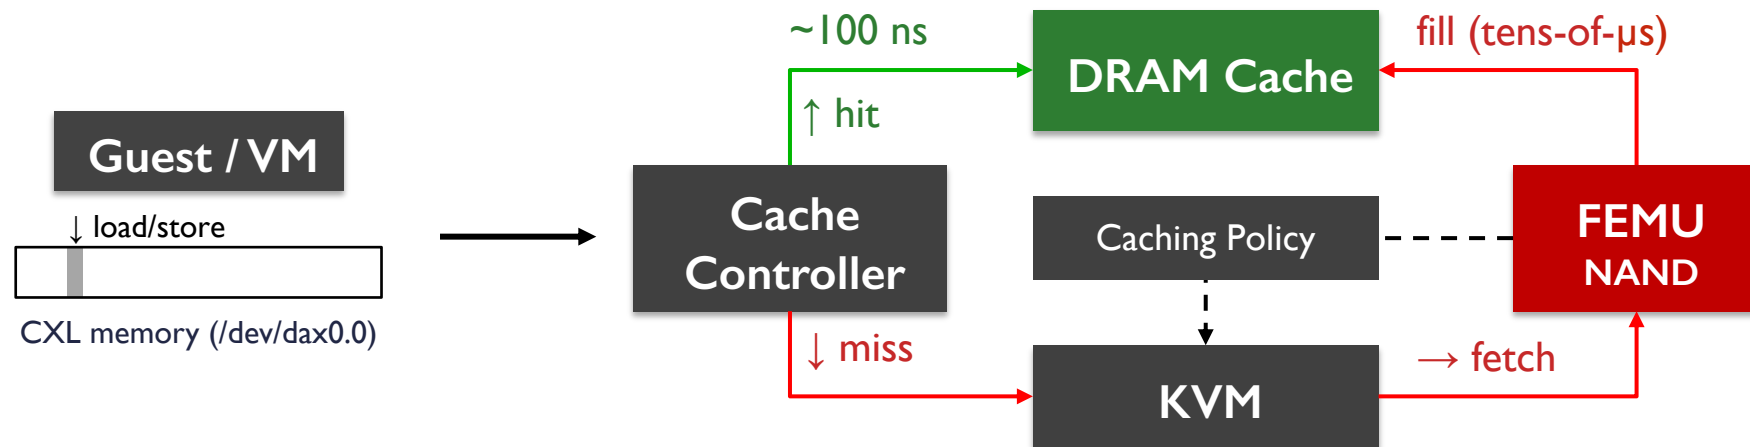 Guest / VM
↓ load/store
CXL memory (/dev/dax0.0)
~100 ns
↑ hit
Cache
Controller
↓ miss
DRAM Cache
Caching Policy
KVM
fill (tens-of-µs)
FEMU
NAND
→ fetch